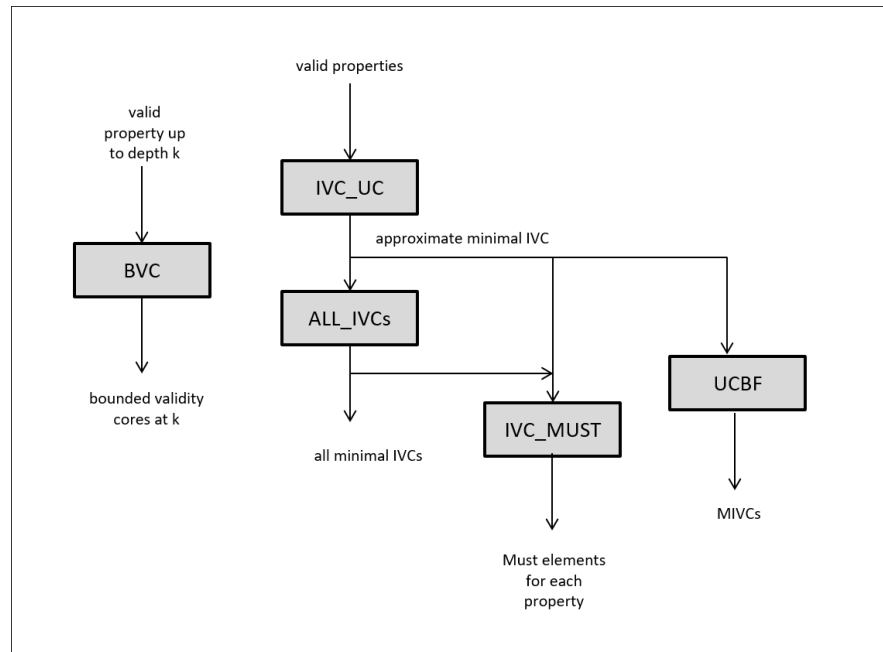 valid properties
valid
property up
to depth k
IVC_UC
approximate minimal IVC
BVC
ALL_IVCs
UCBF
bounded validity
cores at k
IVC_MUST
all minimal IVCs
MIVCs
Must elements
for each
property